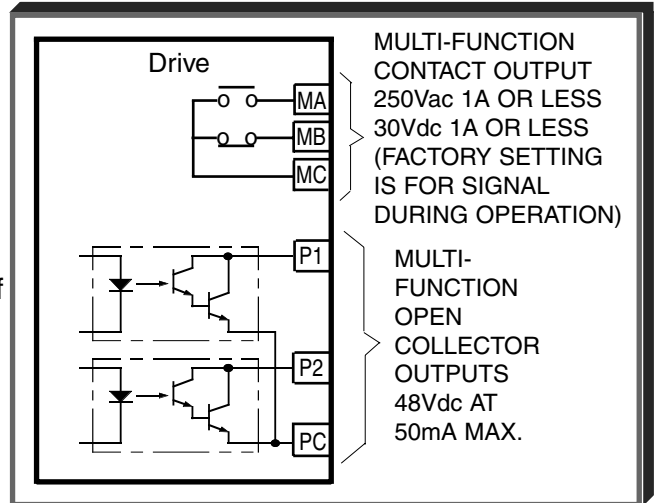 Drive
MA
MB
MC
MULTI-FUNCTION
CONTACT OUTPUT
250Vac 1A OR LESS
30Vdc 1A OR LESS
(FACTORY SETTING
IS FOR SIGNAL
DURING OPERATION)
P1
P2
PC
MULTI-
FUNCTION
OPEN
COLLECTOR
OUTPUTS
48Vdc AT
50mA MAX.
f